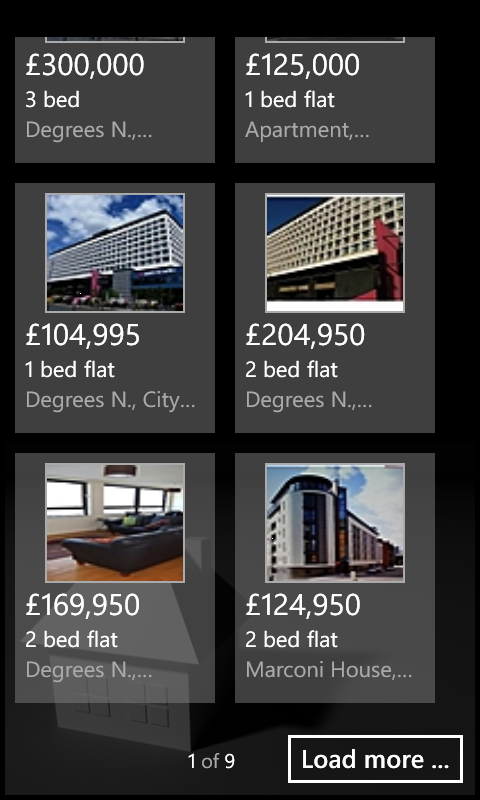 £300,000
3 bed
Degrees N.,...
£125,000
1 bed flat
Apartment,...
£104,995
1 bed flat
Degrees N., City...
£204,950
2 bed flat
Degrees N.,...
£169,950
2 bed flat
Degrees N.,...
£124,950
2 bed flat
Marconi House,...
1 of 9
Load more ...